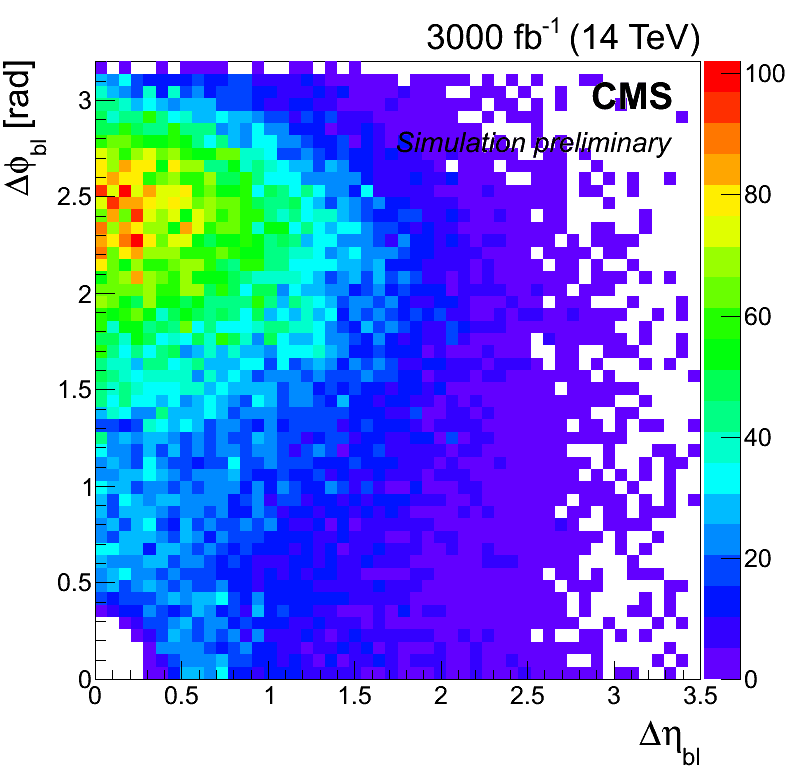 3000 fb-1 (14 TeV)
Δϕbl [rad]
CMS
Simulation preliminary
3
2.5
2
1.5
1
0.5
0
100
80
60
40
20
0
0 0.5 1 1.5 2 2.5 3 3.5
Δηbl